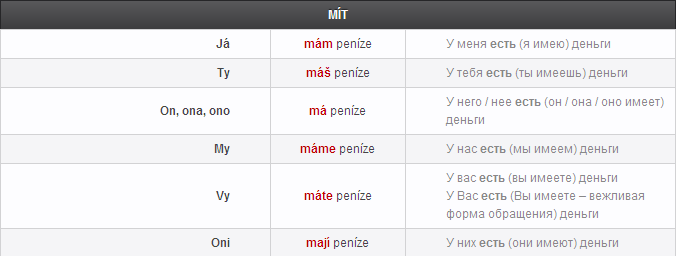 MÍT
Já mám peníze У меня есть (я имею) деньги
Ty máš peníze У тебя есть (ты имеешь) деньги
On, ona, ono má peníze У него / нее есть (он / она / оно имеет)
деньги
My máme peníze У нас есть (мы имеем) деньги
Vy máte peníze У вас есть (вы имеете) деньги
У Вас есть (Вы имеете – вежливая
форма обращения) деньги
Oni mají peníze У них есть (они имеют) деньги